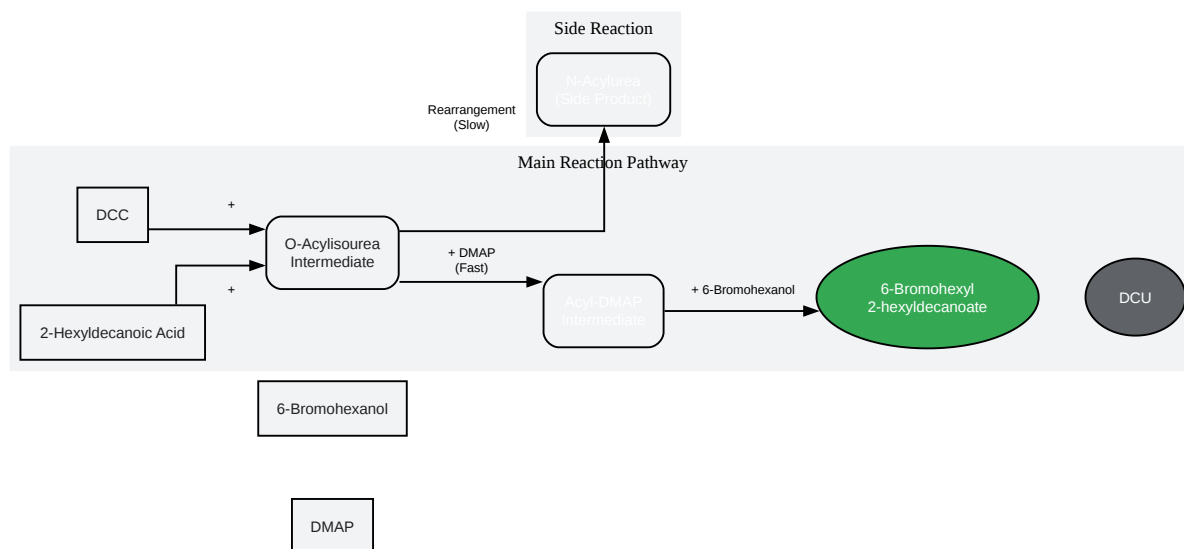 Side Reaction
N-Acylurea
(Side Product)
Rearrangement
(Slow)
Main Reaction Pathway
DCC
+
O-Acylisourea
Intermediate
+ DMAP
(Fast)
+
2-Hexyldecanoic Acid
Acyl-DMAP
Intermediate
+ 6-Bromohexanol
6-Bromohexyl
2-hexyldecanoate
DCU
6-Bromohexanol
DMAP